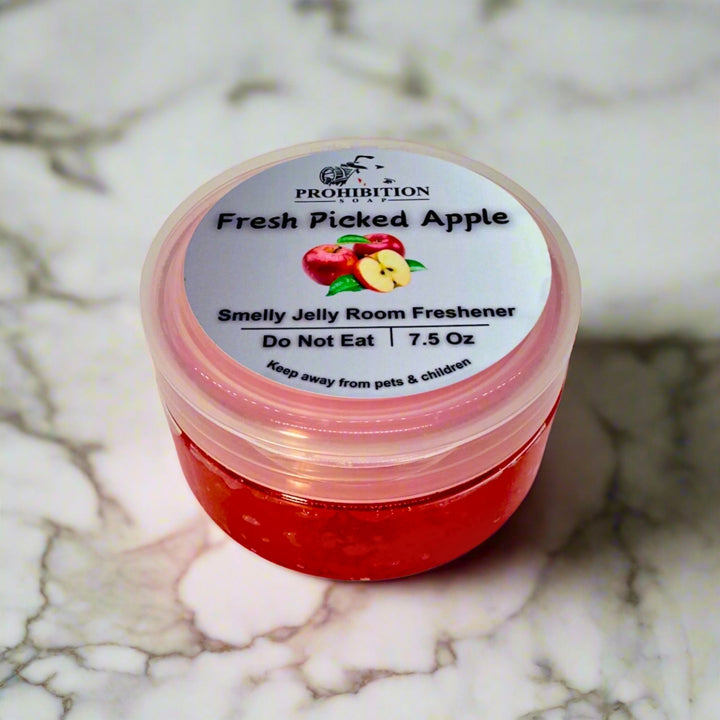 PROHIBITION
SOAP
Fresh Picked Apple
Smelly Jelly Room Freshener
Do Not Eat | 7.5 Oz
Keep away from pets & children